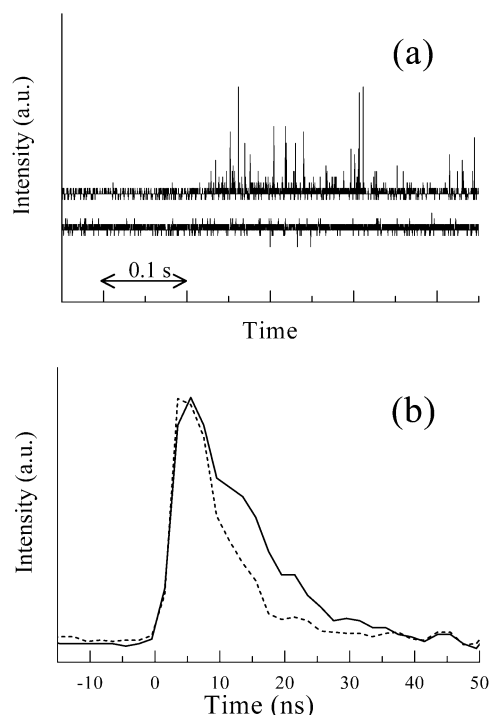 (a)
Intensity (a.u.)
0.1 s
Time
(b)
Intensity (a.u.)
-10 0 10 20 30 40 50
Time (ns)